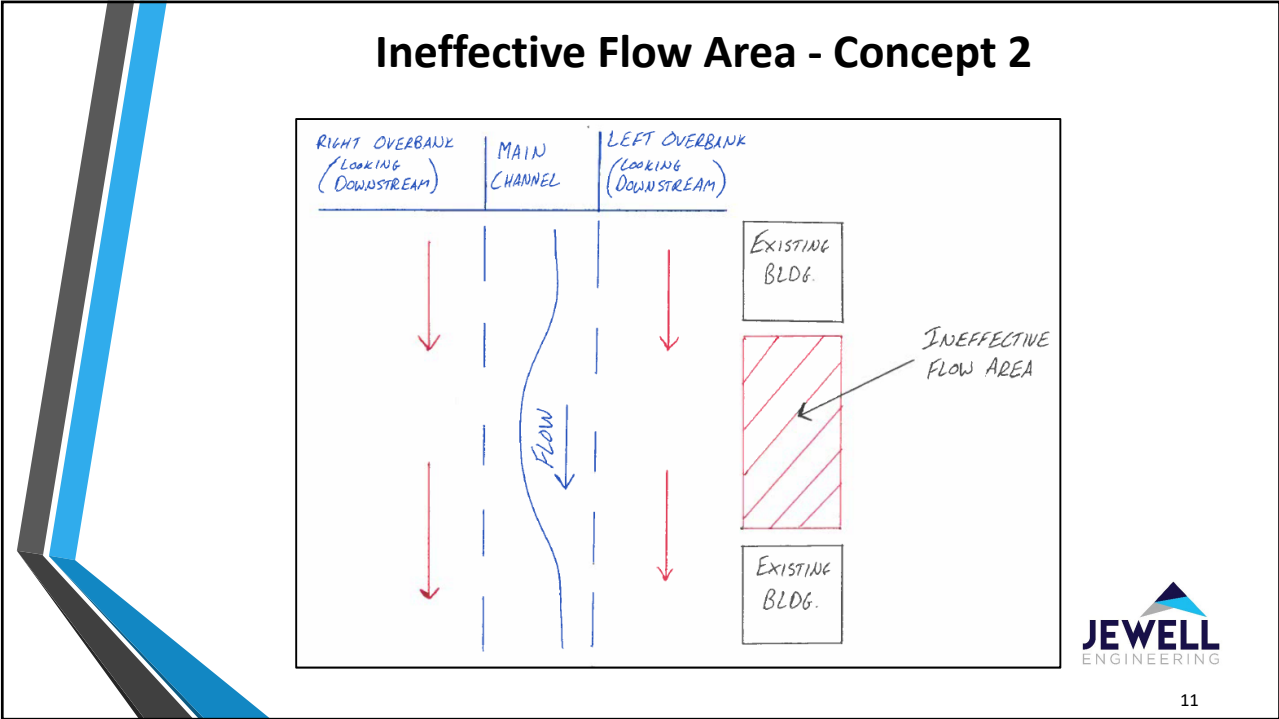 Ineffective Flow Area - Concept 2
RIGHT OVERBANK
(LOOKING
DOWNSTREAM)
MAIN
CHANNEL
LEFT OVERBANK
(LOOKING
DOWNSTREAM)
EXISTING
BLDG.
INEFFECTIVE
FLOW AREA
FLOW
EXISTING
BLDG.
JEWELL
ENGINEERING
11